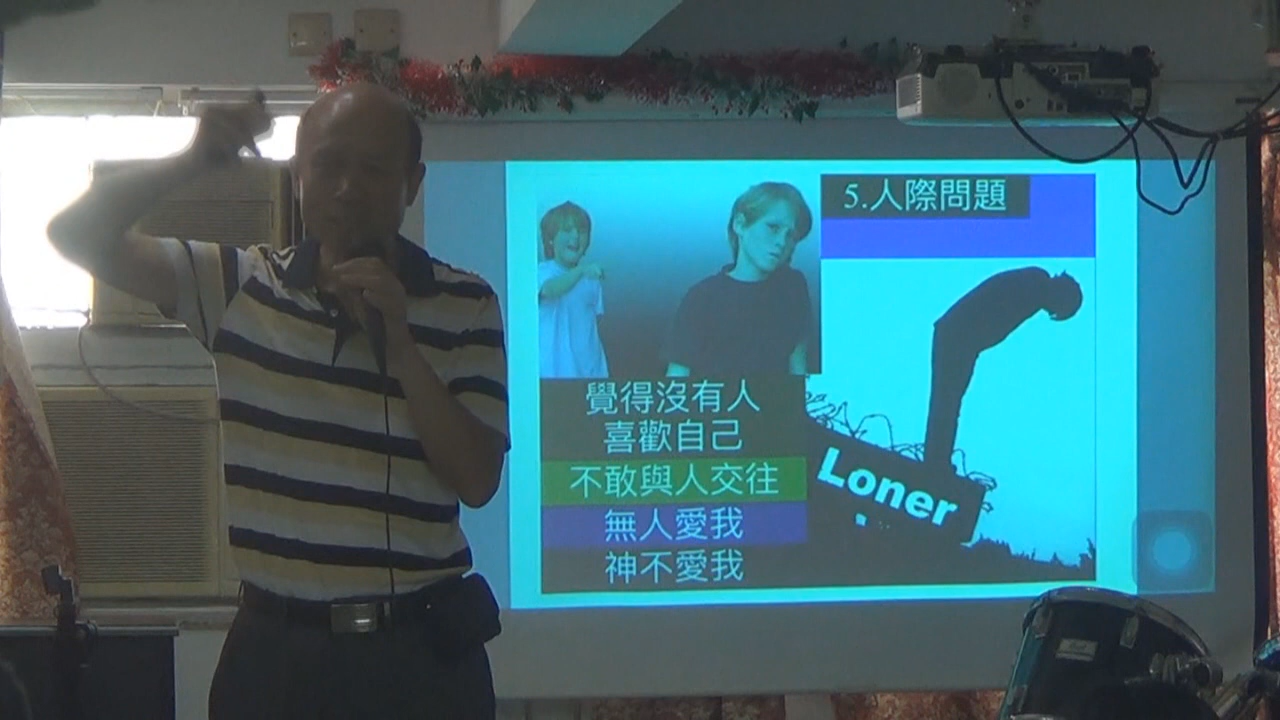 5.人際問題
覺得沒有人
喜歡自己
不敢與人交往
無人愛我
神不愛我
Loner